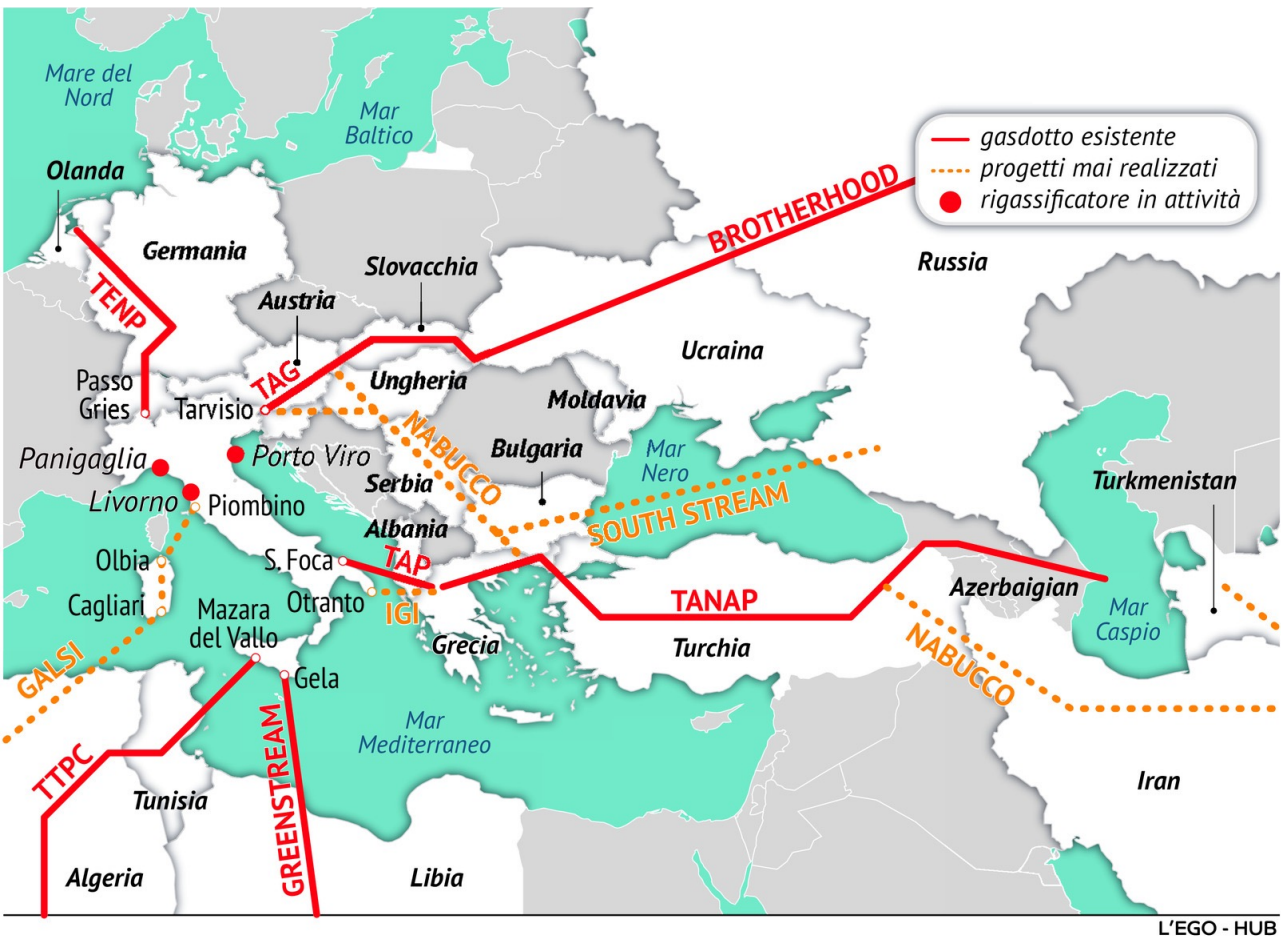 Mare del
Nord
Mar
Baltico
gasdotto esistente
progetti mai realizzati
rigassificatore in attività
Olanda
BROTHERHOOD
Germania
Slovacchia
Russia
TENP
Austria
Ucraina
TAG
Ungheria
Passo
Gries
Tarvisio
Moldavia
NABUCCO
Bulgaria
Mar
Nero
Panigaglia
Porto Viro
Serbia
Turkmenistan
Livorno
Piombino
SOUTH STREAM
Albania
TAP
S. Foca
Olbia
Azerbaigian
Cagliari
Otranto
IGI
TANAP
Mar
Caspio
Mazara
del Vallo
Grecia
Turchia
NABUCCO
GALSI
Gela
Mar
Mediterraneo
TTPC
GREENSTREAM
Tunisia
Iran
Algeria
Libia
L'EGO - HUB